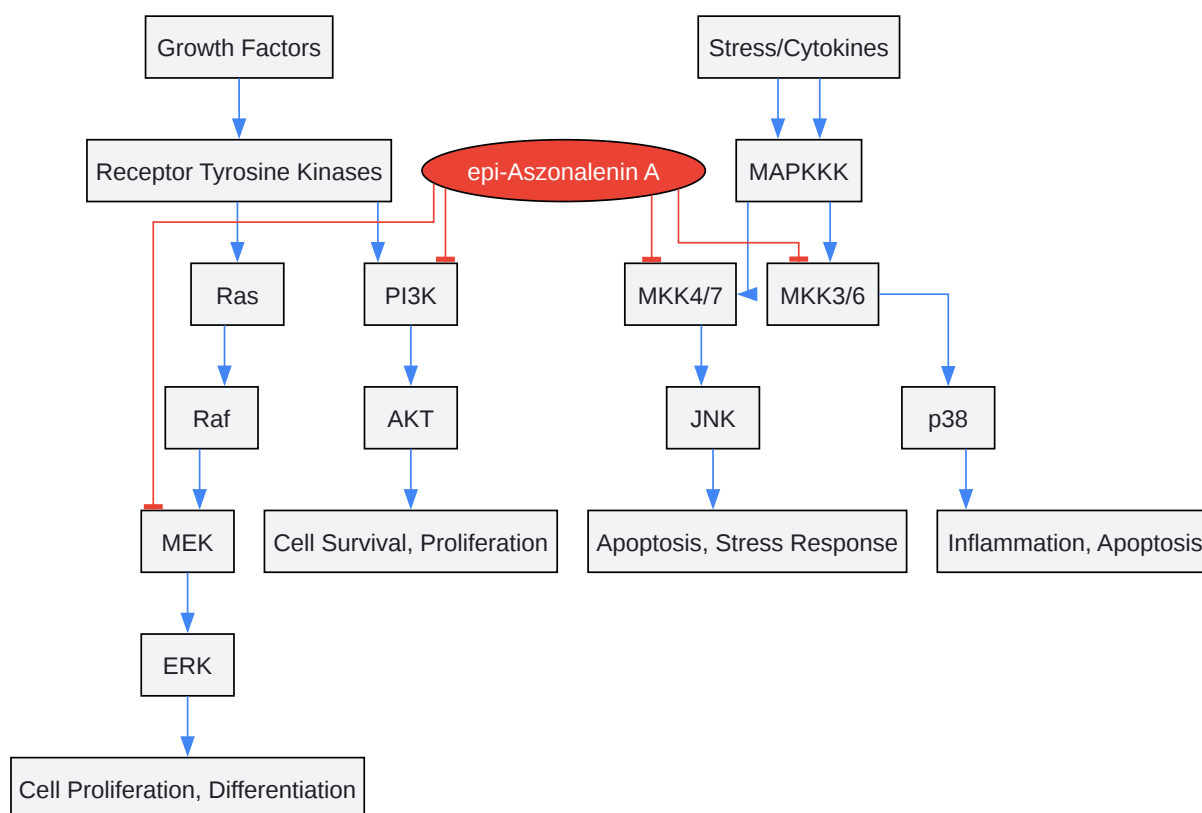 Growth Factors
Stress/Cytokines
Receptor Tyrosine Kinases
epi-Aszonalenin A
MAPKKK
Ras
PI3K
MKK4/7
MKK3/6
Raf
AKT
JNK
p38
MEK
Cell Survival, Proliferation
Apoptosis, Stress Response
Inflammation, Apoptosis
ERK
Cell Proliferation, Differentiation